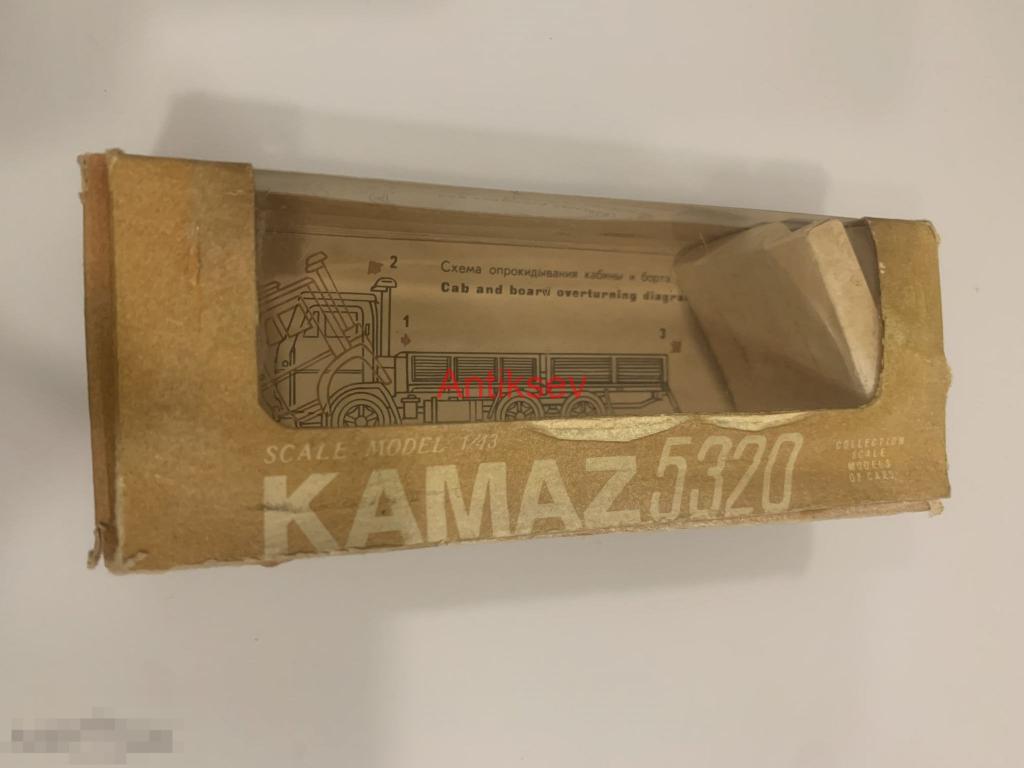 2
Схема опрокидывания кабины и борта
Cab and board overturning diagra
1
3
Antiksev
SCALE MODEL 1/43
KAMAZ 5320
COLLECTION
SCALE
MODELS
OF CARS